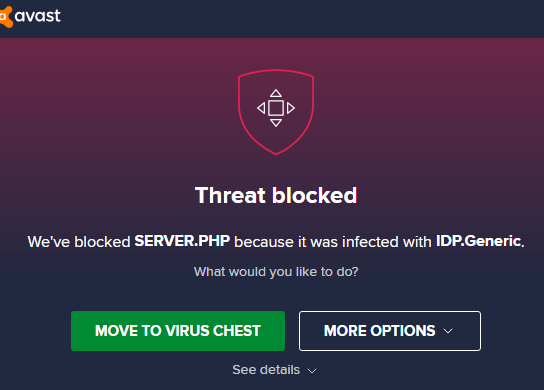 avast
Threat blocked
We've blocked SERVER.PHP because it was infected with IDP.Generic.
What would you like to do?
MOVE TO VIRUS CHEST
MORE OPTIONS
See details